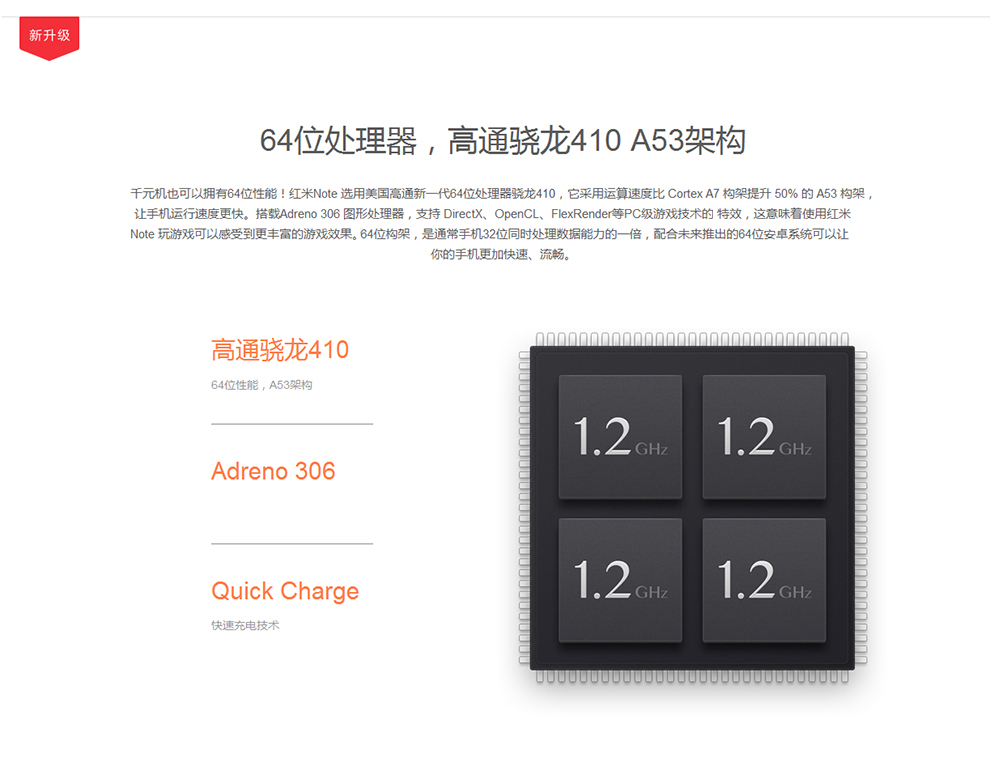 新升级
64位处理器，高通骁龙410 A53架构
千元机也可以拥有64位性能！红米Note 选用美国高通新一代64位处理器骁龙410，它采用运算速度比 Cortex A7 构架提升 50% 的 A53 构架，
让手机运行速度更快。搭载Adreno 306 图形处理器，支持 DirectX、OpenCL、FlexRender等PC级游戏技术的 特效，这意味着使用红米
Note 玩游戏可以感受到更丰富的游戏效果。64位构架，是通常手机32位同时处理数据能力的一倍，配合未来推出的64位安卓系统可以让
你的手机更加快速、流畅。
高通骁龙410
64位性能，A53架构
Adreno 306
Quick Charge
快速充电技术
1.2 GHz
1.2 GHz
1.2 GHz
1.2 GHz